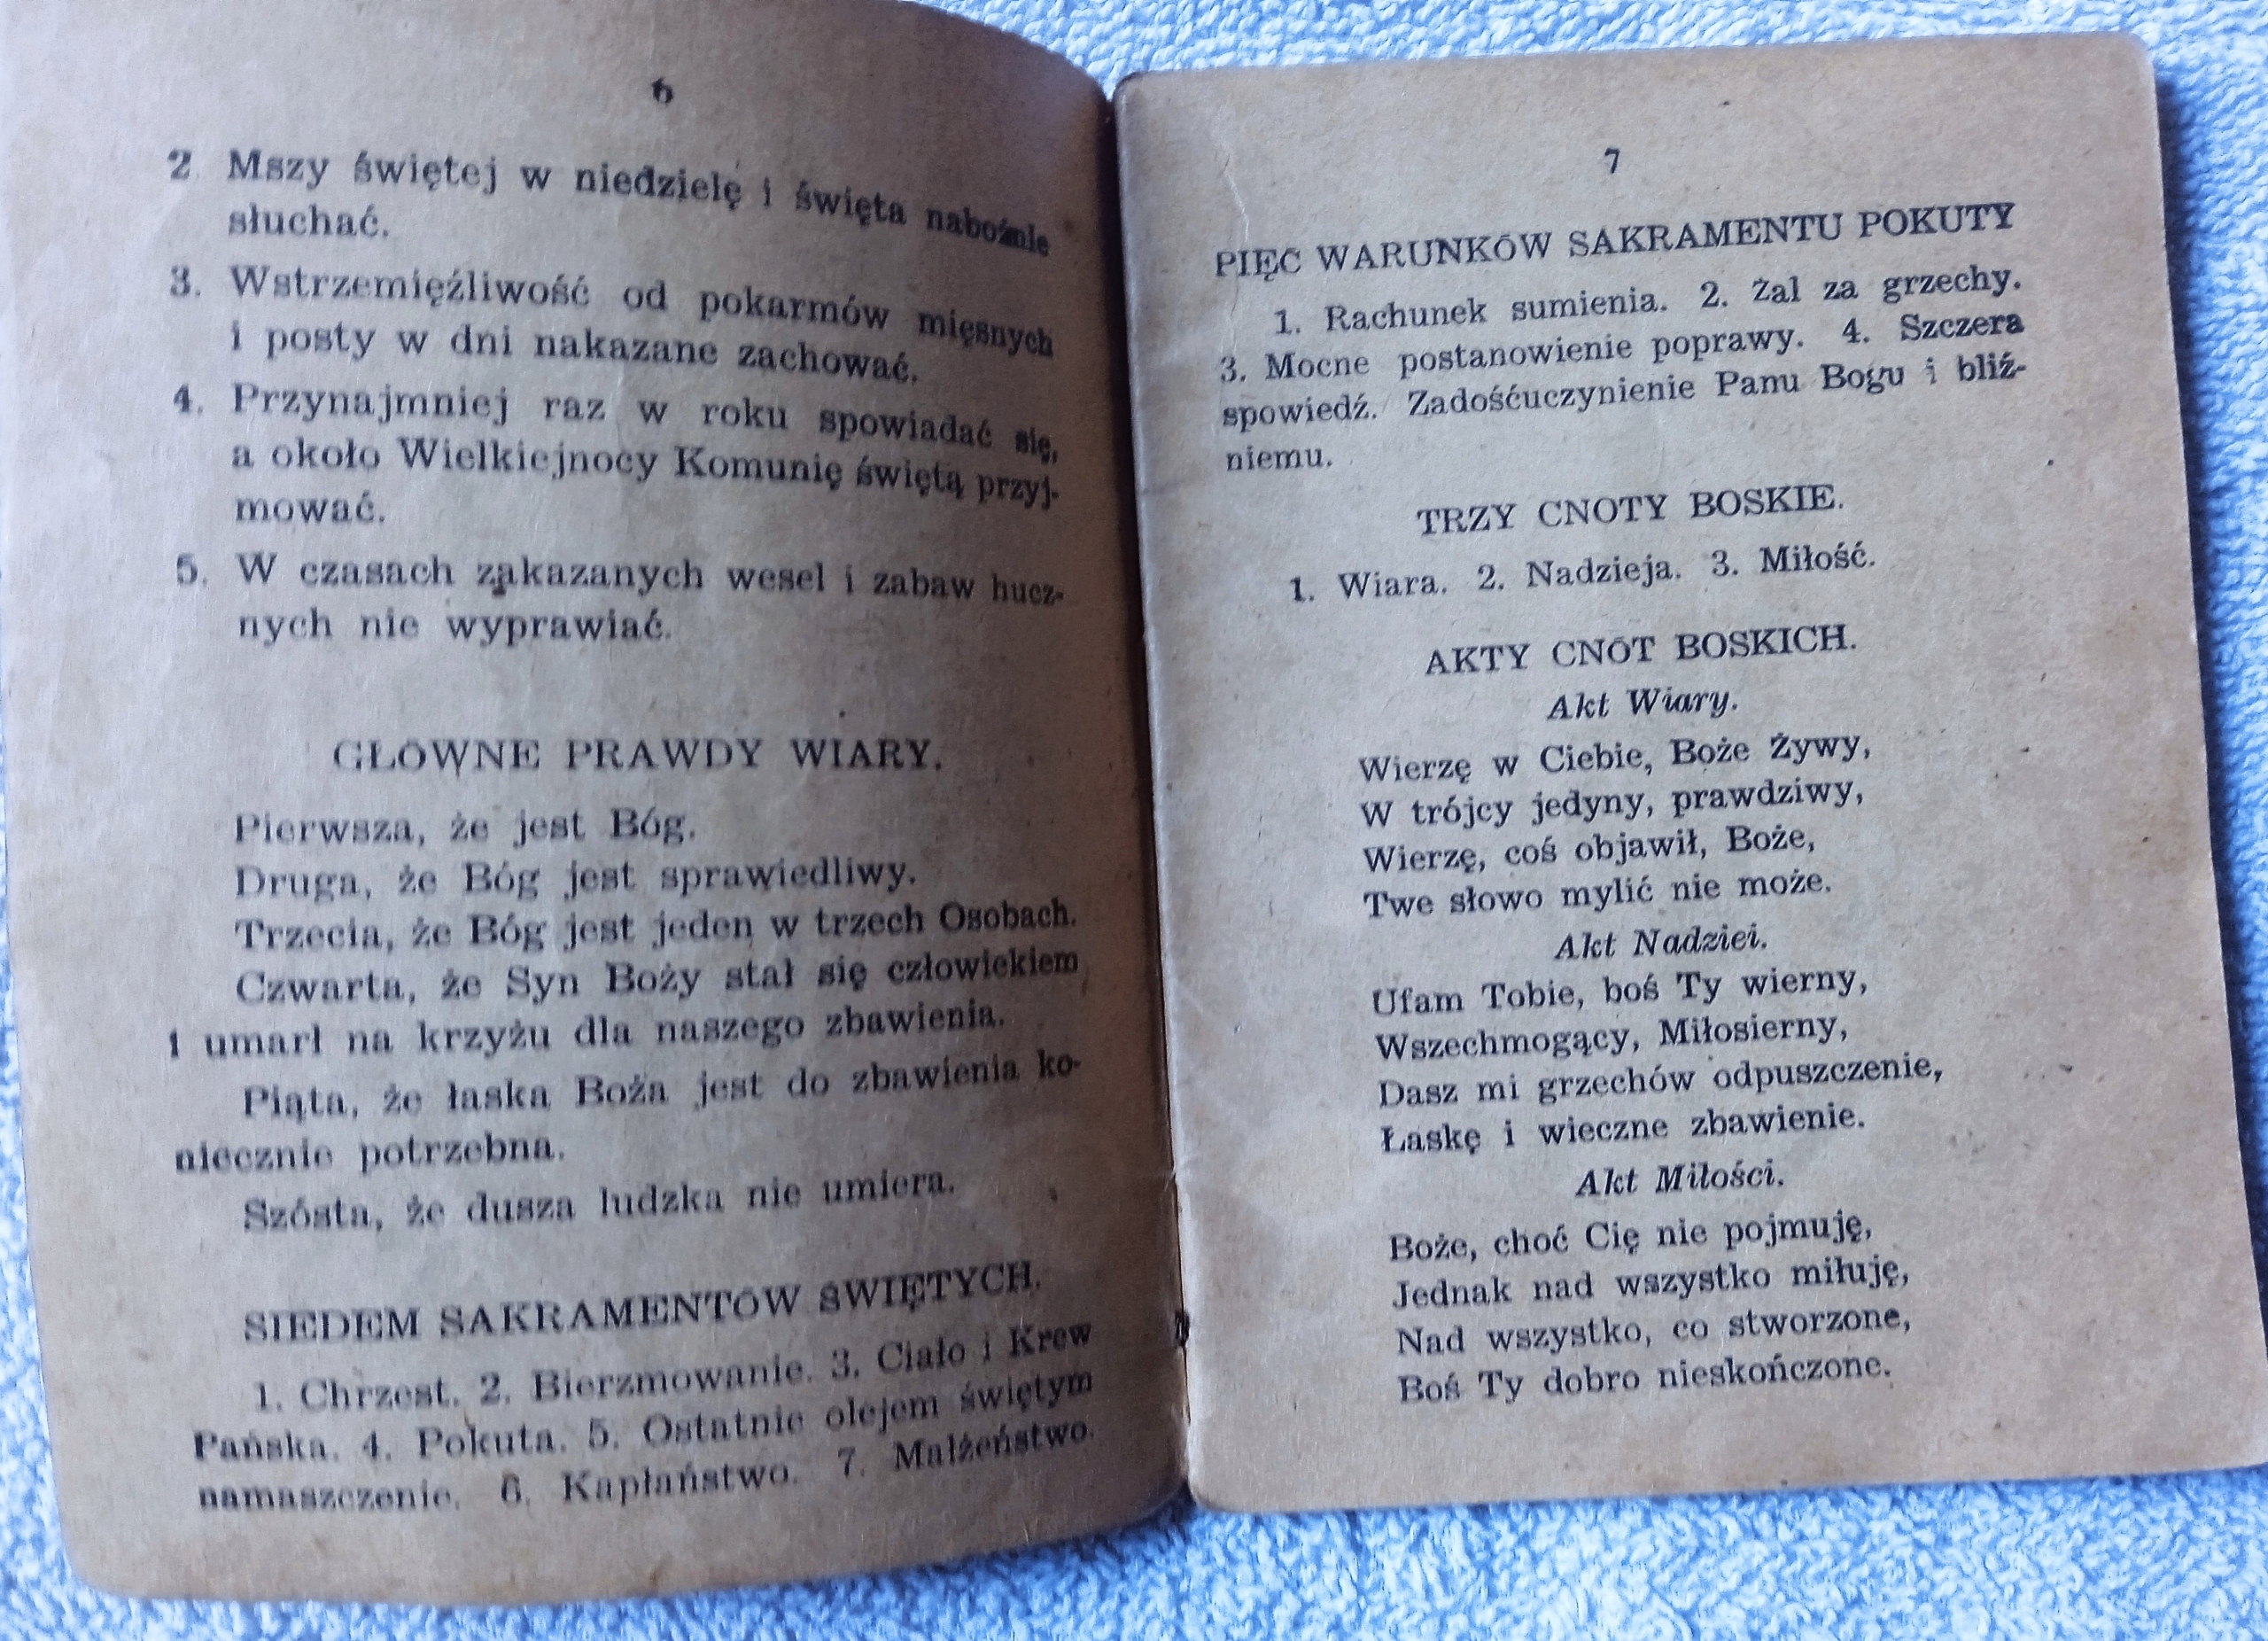 6
2. Mszy świętej w niedzielę i święta nabożnie
słuchać.
3. Wstrzemięźliwość od pokarmów mięsnych
i posty w dni nakazane zachować.
4. Przynajmniej raz w roku spowiadać się,
a około Wielkiejnocy Komunię świętą przyj-
mować.
5. W czasach zakazanych wesel i zabaw hucz-
nych nie wyprawiać.
GŁÓWNE PRAWDY WIARY.
Pierwsza, że jest Bóg.
Druga, że Bóg jest sprawiedliwy.
Trzecia, że Bóg jest jeden w trzech Osobach.
Czwarta, że Syn Boży stał się człowiekiem
i umarł na krzyżu dla naszego zbawienia.
Piąta, że łaska Boża jest do zbawienia ko-
niecznie potrzebna.
Szósta, że dusza ludzka nie umiera.
SIEDEM SAKRAMENTÓW ŚWIĘTYCH.
1. Chrzest. 2. Bierzmowanie. 3. Ciało i Krew
Pańska. 4. Pokuta. 5. Ostatnie olejem świętym
namaszczenie. 6. Kapłaństwo. 7. Małżeństwo.
7
PIĘĆ WARUNKÓW SAKRAMENTU POKUTY
1. Rachunek sumienia. 2. Żal za grzechy.
3. Mocne postanowienie poprawy. 4. Szczera
spowiedź. Zadośćuczynienie Panu Bogu i bliź-
niemu.
TRZY CNOTY BOSKIE.
1. Wiara. 2. Nadzieja. 3. Miłość.
AKTY CNÓT BOSKICH.
Akt Wiary.
Wierzę w Ciebie, Boże Żywy,
W trójcy jedyny, prawdziwy,
Wierzę, coś objawił, Boże,
Twe słowo mylić nie może.
Akt Nadziei.
Ufam Tobie, boś Ty wierny,
Wszechmogący, Miłosierny,
Dasz mi grzechów odpuszczenie,
Łaskę i wieczne zbawienie.
Akt Miłości.
Boże, choć Cię nie pojmuję,
Jednak nad wszystko miłuję,
Nad wszystko, co stworzone,
Boś Ty dobro nieskończone.